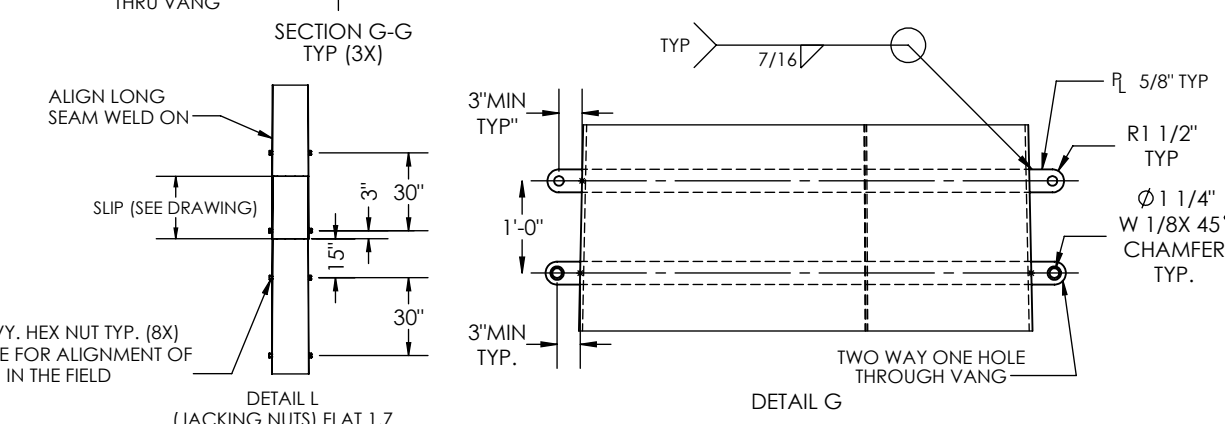 THRU VANG
SECTION G-G
TYP (3X)
ALIGN LONG
SEAM WELD ON
SLIP (SEE DRAWING)
30"
3"
15"
30"
HEX NUT TYP. (8X)
FOR ALIGNMENT OF
IN THE FIELD
DETAIL L
(JACKING NUTS) FLAT 1,7
TYP
7/16
3"MIN
TYP"
1'-0"
3"MIN
TYP.
PL 5/8" TYP
R1 1/2"
TYP
Ø1 1/4"
W 1/8X 45°
CHAMFER
TYP.
TWO WAY ONE HOLE
THROUGH VANG
DETAIL G